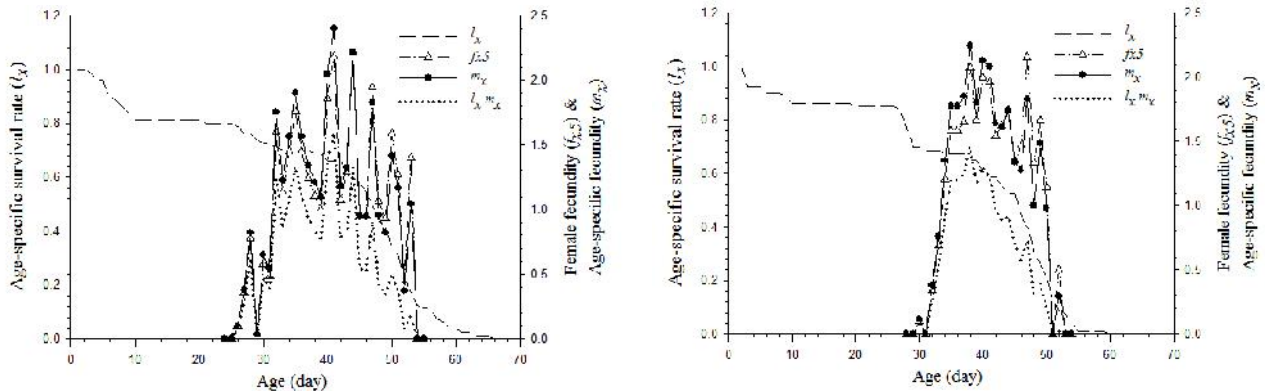 1.2
1.0
0.8
0.6
0.4
0.2
0.0
Age-specific survival rate (lx)
0
10
20
30
40
50
60
70
Age (day)
2.5
2.0
1.5
1.0
0.5
0.0
Female fecundity (fx5) &
Age-specific fecundity (mx)
lx
fx5
mx
lx mx
1.2
1.0
0.8
0.6
0.4
0.2
0.0
Age-specific survival rate (lx)
0
10
20
30
40
50
60
70
Age (day)
2.5
2.0
1.5
1.0
0.5
0.0
Female fecundity (fx5) &
Age-specific fecundity (mx)
lx
fx5
mx
lx mx